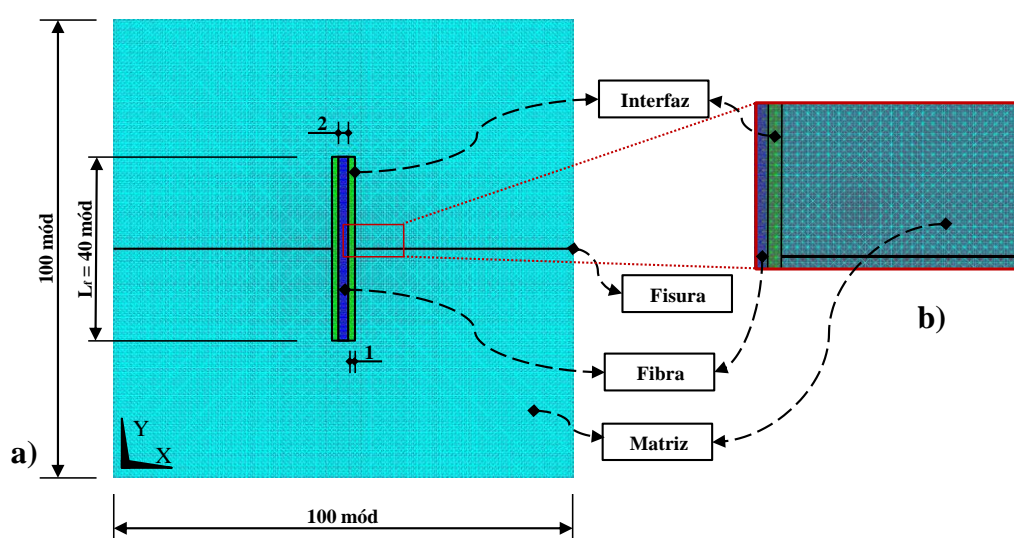 Interfaz
2
100 mód
Lf = 40 mód
Fisura
b)
1
Fibra
Matriz
Y
X
a)
100 mód